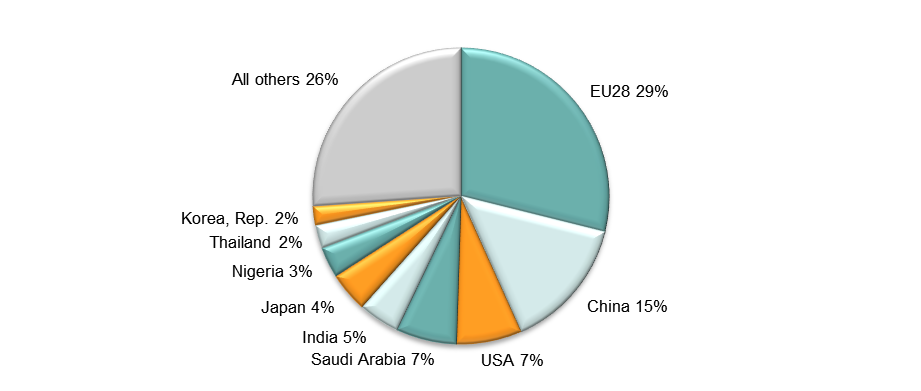 EU28 29%
China 15%
USA 7%
Saudi Arabia 7%
India 5%
Japan 4%
Nigeria 3%
Thailand 2%
Korea, Rep. 2%
All others 26%